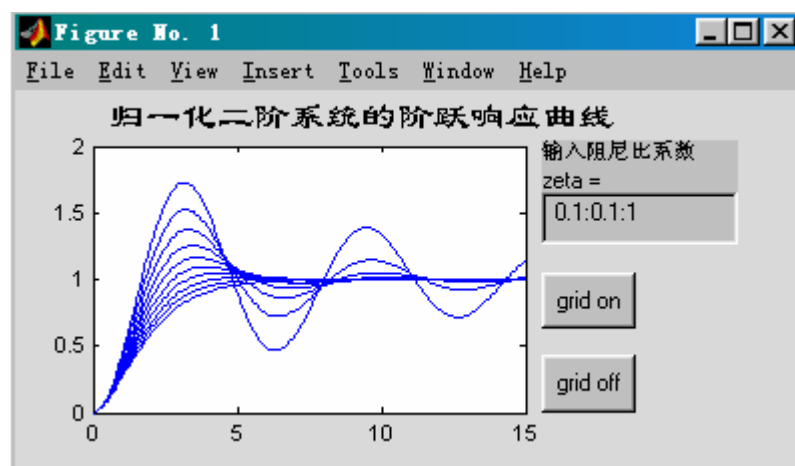 Figure No. 1
File Edit View Insert Tools Window Help
归一化二阶系统的阶跃响应曲线
输入阻尼比系数
zeta =
0.1:0.1:1
grid on
grid off
2
1.5
1
0.5
0
0 5 10 15